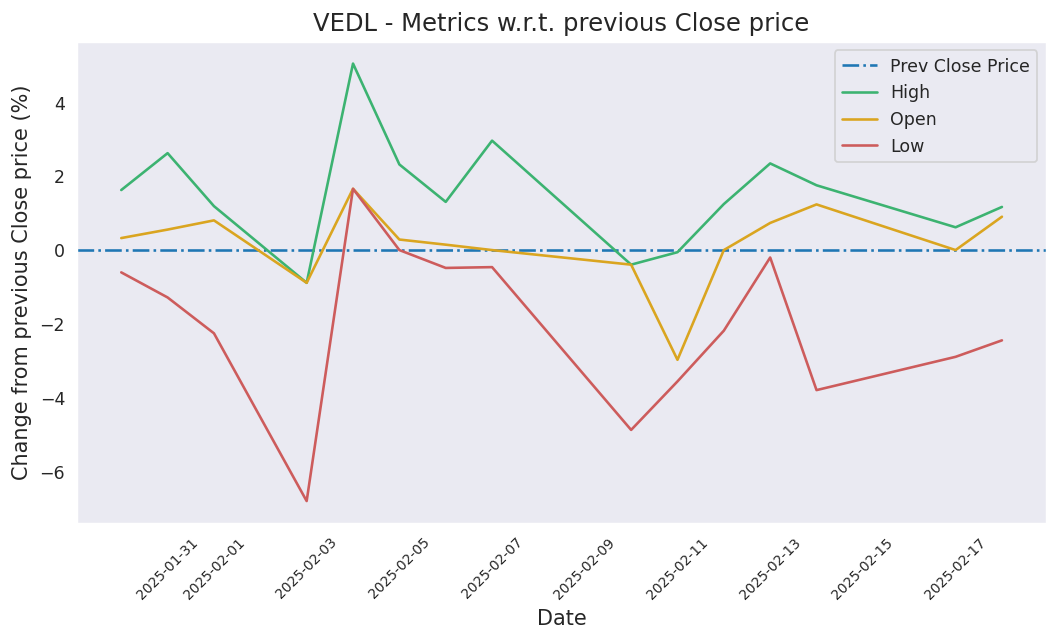 VEDL - Metrics w.r.t. previous Close price
Prev Close Price
High
Open
Low
Change from previous Close price (%)
4
2
0
−2
−4
−6
2025-01-31
2025-02-01
2025-02-03
2025-02-05
2025-02-07
2025-02-09
2025-02-11
2025-02-13
2025-02-15
2025-02-17
Date